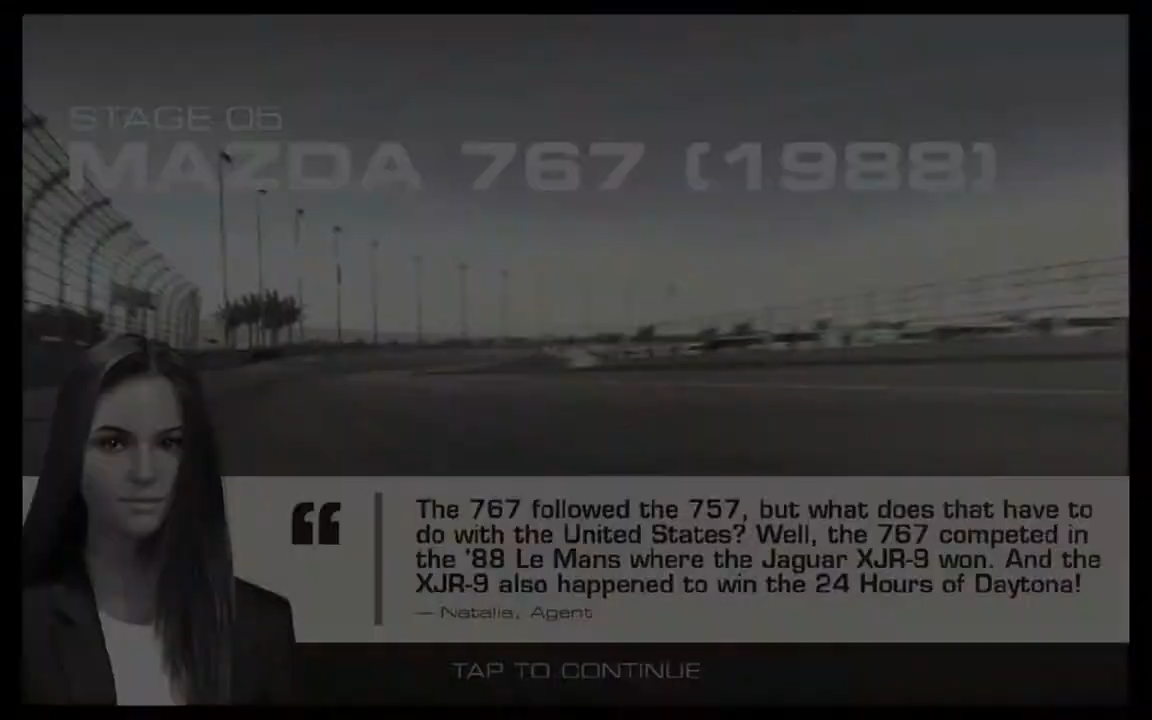 STAGE 05
MAZDA 767 (1988)
The 767 followed the 757, but what does that have to
do with the United States? Well, the 767 competed in
the '88 Le Mans where the Jaguar XJR-9 won. And the
XJR-9 also happened to win the 24 Hours of Daytona!
— Natalie, Agent
TAP TO CONTINUE